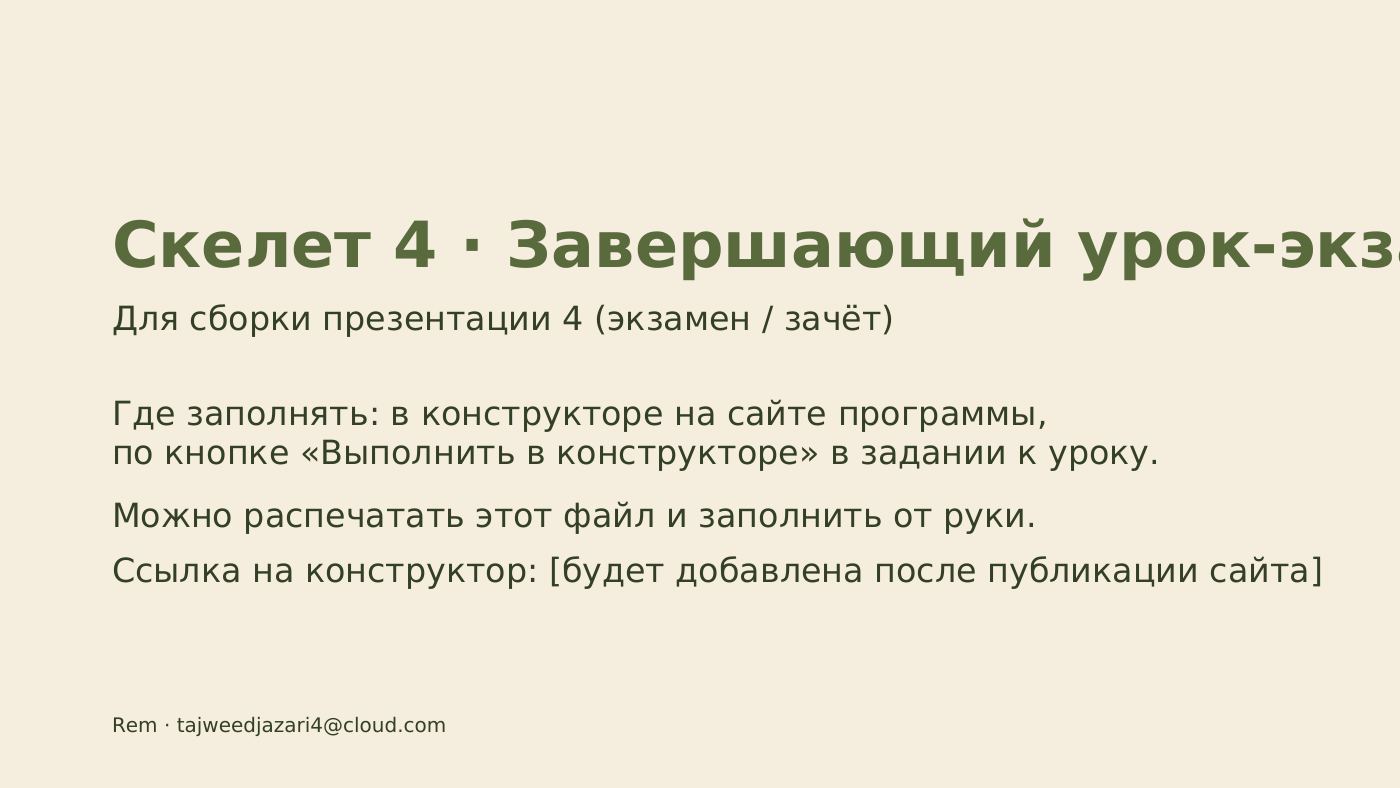 Скелет 4 · Завершающий урок-экз
Для сборки презентации 4 (экзамен / зачёт)
Где заполнять: в конструкторе на сайте программы,
по кнопке «Выполнить в конструкторе» в задании к уроку.
Можно распечатать этот файл и заполнить от руки.
Ссылка на конструктор: [будет добавлена после публикации сайта]
Rem · tajweedjazari4@cloud.com